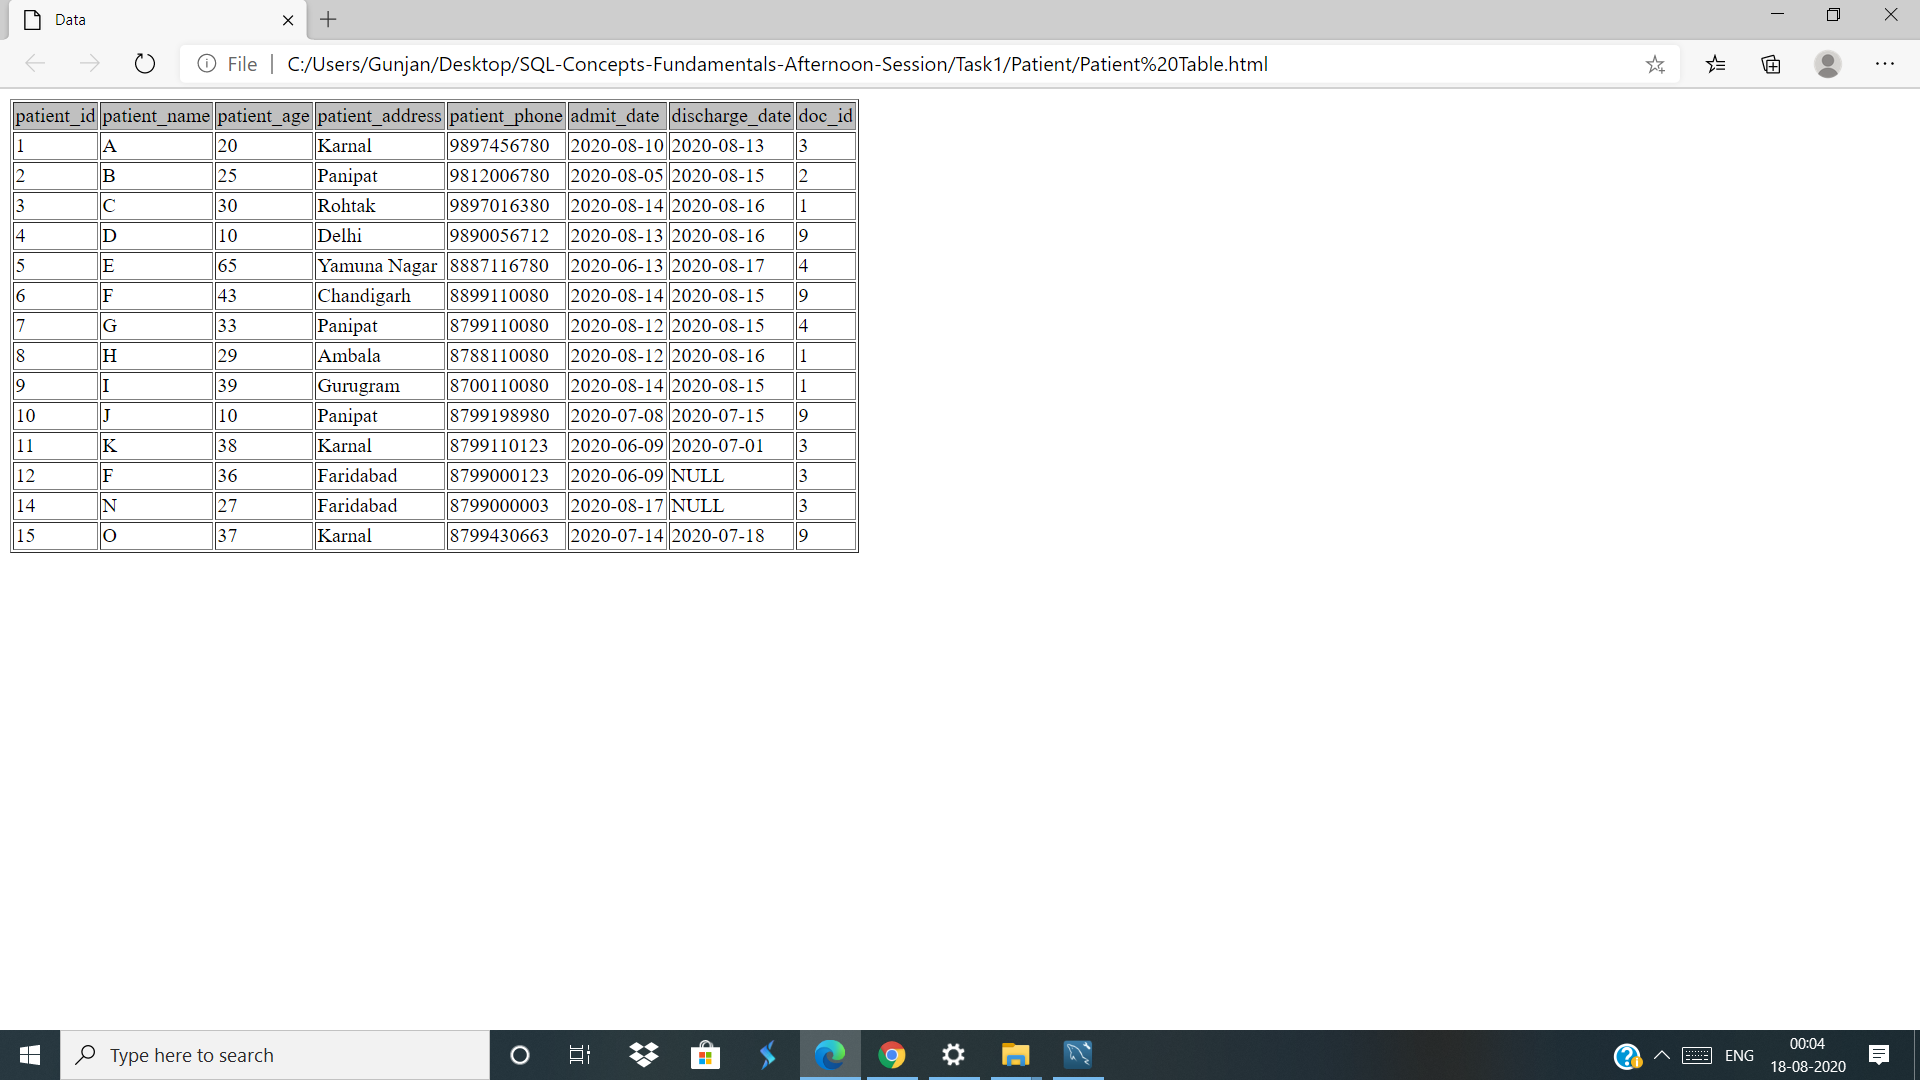 Data
File | C:/Users/Gunjan/Desktop/SQL-Concepts-Fundamentals-Afternoon-Session/Task1/Patient/Patient%20Table.html
patient_id patient_name patient_age patient_address patient_phone admit_date discharge_date doc_id
1 A 20 Karnal 9897456780 2020-08-10 2020-08-13 3
2 B 25 Panipat 9812006780 2020-08-05 2020-08-15 2
3 C 30 Rohtak 9897016380 2020-08-14 2020-08-16 1
4 D 10 Delhi 9890056712 2020-08-13 2020-08-16 9
5 E 65 Yamuna Nagar 8887116780 2020-06-13 2020-08-17 4
6 F 43 Chandigarh 8899110080 2020-08-14 2020-08-15 9
7 G 33 Panipat 8799110080 2020-08-12 2020-08-15 4
8 H 29 Ambala 8788110080 2020-08-12 2020-08-16 1
9 I 39 Gurugram 8700110080 2020-08-14 2020-08-15 1
10 J 10 Panipat 8799198980 2020-07-08 2020-07-15 9
11 K 38 Karnal 8799110123 2020-06-09 2020-07-01 3
12 F 36 Faridabad 8799000123 2020-06-09 NULL 3
14 N 27 Faridabad 8799000003 2020-08-17 NULL 3
15 O 37 Karnal 8799430663 2020-07-14 2020-07-18 9
Type here to search
ENG
00:04
18-08-2020